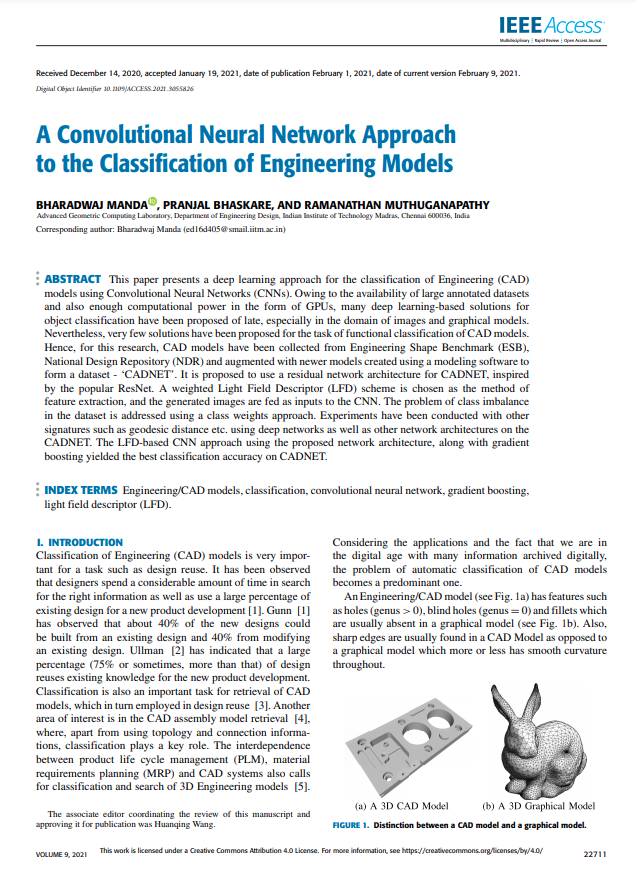 IEEE Access
Multidisciplinary | Rapid Review | Open Access Journal
Received December 14, 2020, accepted January 19, 2021, date of publication February 1, 2021, date of current version February 9, 2021.
Digital Object Identifier 10.1109/ACCESS.2021.3055826
A Convolutional Neural Network Approach
to the Classification of Engineering Models
BHARADWAJ MANDA, PRANJAL BHASKARE, AND RAMANATHAN MUTHUGANAPATHY
Advanced Geometric Computing Laboratory, Department of Engineering Design, Indian Institute of Technology Madras, Chennai 600036, India
Corresponding author: Bharadwaj Manda (ed16d405@smail.iitm.ac.in)
ABSTRACT This paper presents a deep learning approach for the classification of Engineering (CAD)
models using Convolutional Neural Networks (CNNs). Owing to the availability of large annotated datasets
and also enough computational power in the form of GPUs, many deep learning-based solutions for
object classification have been proposed of late, especially in the domain of images and graphical models.
Nevertheless, very few solutions have been proposed for the task of functional classification of CAD models.
Hence, for this research, CAD models have been collected from Engineering Shape Benchmark (ESB),
National Design Repository (NDR) and augmented with newer models created using a modeling software to
form a dataset - ‘CADNET’. It is proposed to use a residual network architecture for CADNET, inspired
by the popular ResNet. A weighted Light Field Descriptor (LFD) scheme is chosen as the method of
feature extraction, and the generated images are fed as inputs to the CNN. The problem of class imbalance
in the dataset is addressed using a class weights approach. Experiments have been conducted with other
signatures such as geodesic distance etc. using deep networks as well as other network architectures on the
CADNET. The LFD-based CNN approach using the proposed network architecture, along with gradient
boosting yielded the best classification accuracy on CADNET.
INDEX TERMS Engineering/CAD models, classification, convolutional neural network, gradient boosting,
light field descriptor (LFD).
I. INTRODUCTION
Classification of Engineering (CAD) models is very impor-
tant for a task such as design reuse. It has been observed
that designers spend a considerable amount of time in search
for the right information as well as use a large percentage of
existing design for a new product development [1]. Gunn [1]
has observed that about 40% of the new designs could
be built from an existing design and 40% from modifying
an existing design. Ullman [2] has indicated that a large
percentage (75% or sometimes, more than that) of design
reuses existing knowledge for the new product development.
Classification is also an important task for retrieval of CAD
models, which in turn employed in design reuse [3]. Another
area of interest is in the CAD assembly model retrieval [4],
where, apart from using topology and connection informa-
tions, classification plays a key role. The interdependence
between product life cycle management (PLM), material
requirements planning (MRP) and CAD systems also calls
for classification and search of 3D Engineering models [5].
The associate editor coordinating the review of this manuscript and
approving it for publication was Huanqing Wang.
Considering the applications and the fact that we are in
the digital age with many information archived digitally,
the problem of automatic classification of CAD models
becomes a predominant one.
An Engineering/CAD model (see Fig. 1a) has features such
as holes (genus > 0), blind holes (genus = 0) and fillets which
are usually absent in a graphical model (see Fig. 1b). Also,
sharp edges are usually found in a CAD Model as opposed to
a graphical model which more or less has smooth curvature
throughout.
(a) A 3D CAD Model (b) A 3D Graphical Model
FIGURE 1. Distinction between a CAD model and a graphical model.
VOLUME 9, 2021 This work is licensed under a Creative Commons Attribution 4.0 License. For more information, see https://creativecommons.org/licenses/by/4.0/ 22711